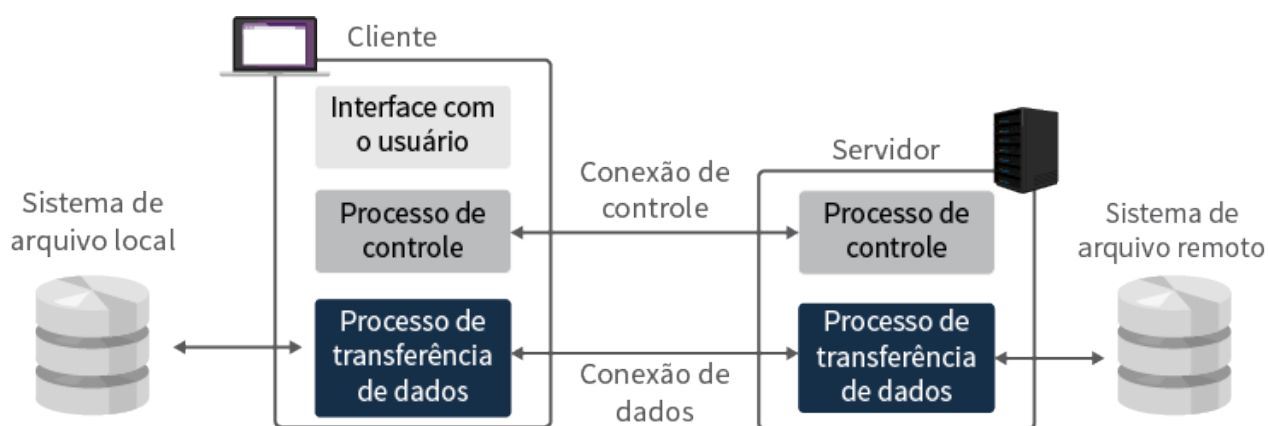 Cliente
Interface com
o usuário
Servidor
Conexão de
controle
Sistema de
arquivo local
Processo de
controle
Processo de
controle
Sistema de
arquivo remoto
Processo de
transferência
de dados
Processo de
transferência
de dados
Conexão de
dados